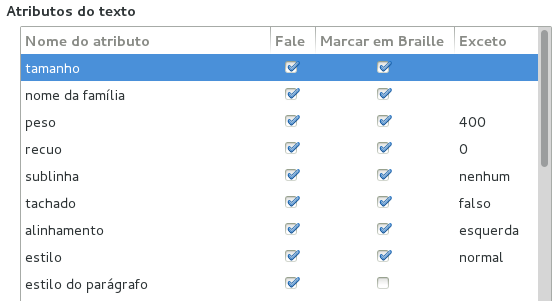 Atributos do texto
Nome do atributo Fale Marcar em Braille Exceto
tamanho
nome da família
peso 400
recuo 0
sublinha nenhum
tachado falso
alinhamento esquerda
estilo normal
estilo do parágrafo